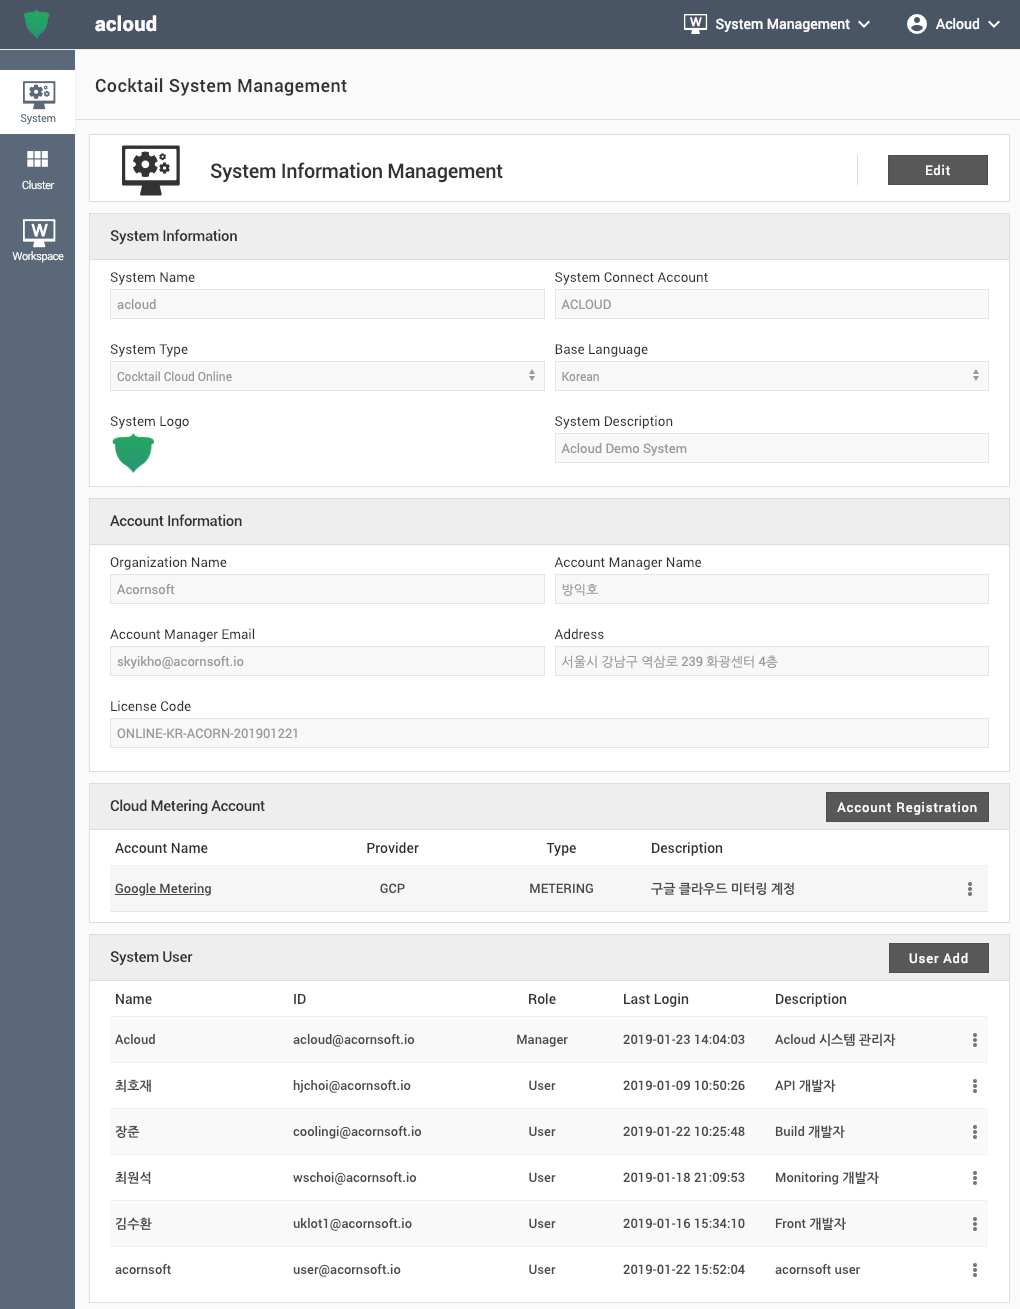 acloud
W System Management
Acloud
System
Cluster
W
Workspace
Cocktail System Management
System Information Management
Edit
System Information
System Name
System Connect Account
acloud
ACLOUD
System Type
Base Language
Cocktail Cloud Online
Korean
System Logo
System Description
Acloud Demo System
Account Information
Organization Name
Account Manager Name
Acornsoft
방익호
Account Manager Email
Address
skyikho@acornsoft.io
서울시 강남구 역삼로 239 화광센터 4층
License Code
ONLINE-KR-ACORN-201901221
Cloud Metering Account
Account Registration
Account Name Provider Type Description
Google Metering GCP METERING 구글 클라우드 미터링 계정
System User
User Add
Name ID Role Last Login Description
Acloud acloud@acornsoft.io Manager 2019-01-23 14:04:03 Acloud 시스템 관리자
최호재 hjchoi@acornsoft.io User 2019-01-09 10:50:26 API 개발자
장준 coolingi@acornsoft.io User 2019-01-22 10:25:48 Build 개발자
최원석 wschoi@acornsoft.io User 2019-01-18 21:09:53 Monitoring 개발자
김수환 uklot1@acornsoft.io User 2019-01-16 15:34:10 Front 개발자
acornsoft user@acornsoft.io User 2019-01-22 15:52:04 acornsoft user